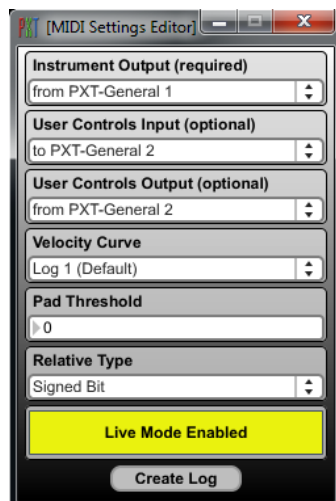 PXT [MIDI Settings Editor]
Instrument Output (required)
from PXT-General 1
User Controls Input (optional)
to PXT-General 2
User Controls Output (optional)
from PXT-General 2
Velocity Curve
Log 1 (Default)
Pad Threshold
0
Relative Type
Signed Bit
Live Mode Enabled
Create Log